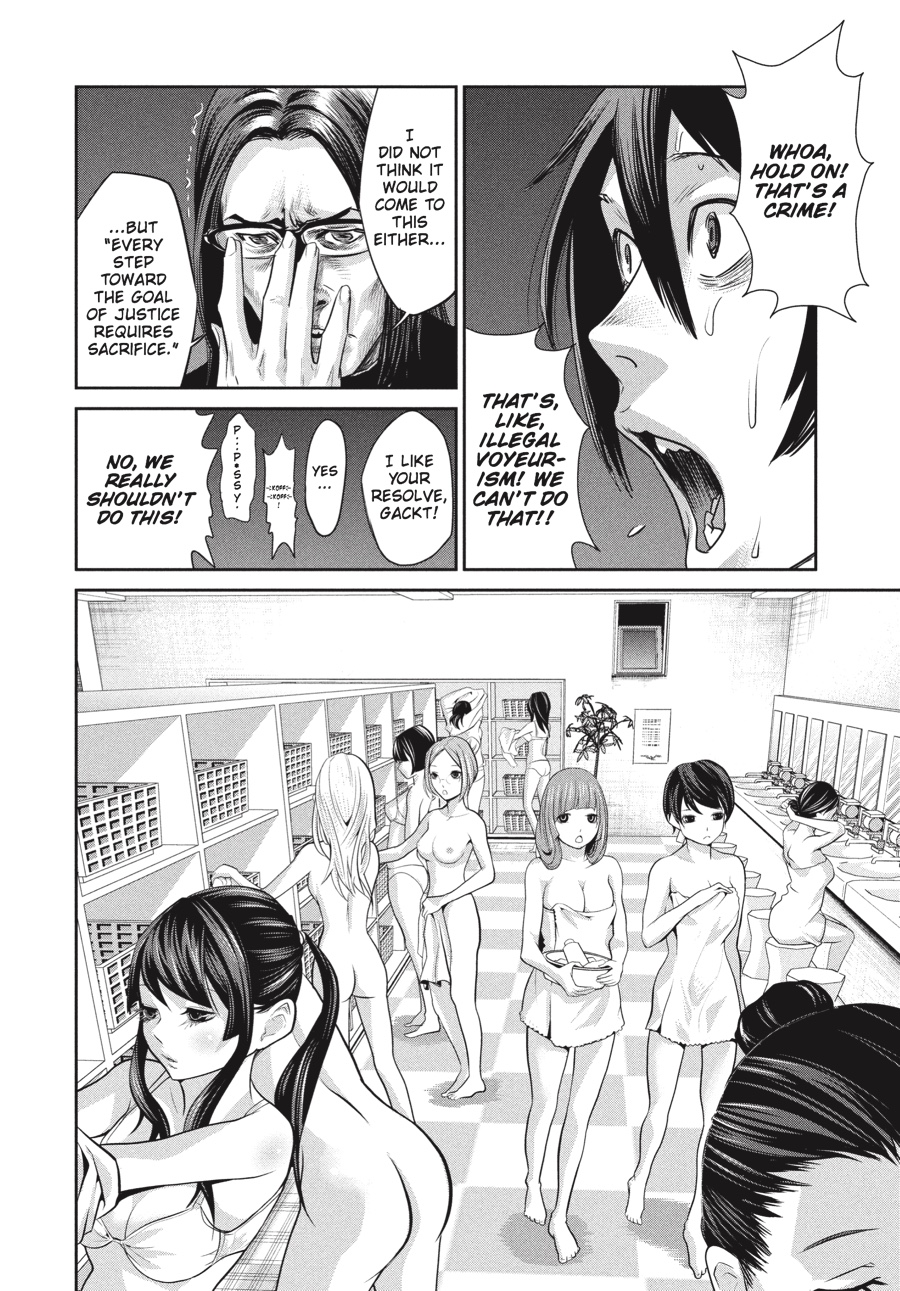 WHOA,
HOLD ON!
THAT'S A
CRIME!
THAT'S,
LIKE,
ILLEGAL
VOYEUR-
ISM! WE
CAN'T DO
THAT!!
I
DID NOT
THINK IT
WOULD
COME TO
THIS
EITHER...
...BUT
"EVERY
STEP
TOWARD
THE GOAL
OF JUSTICE
REQUIRES
SACRIFICE."
I LIKE
YOUR
RESOLVE,
GACKT!
YES
...
-:KOFF:-
-:KOFF:-
!
P...P*SSY.
NO, WE
REALLY
SHOULDN'T
DO THIS!